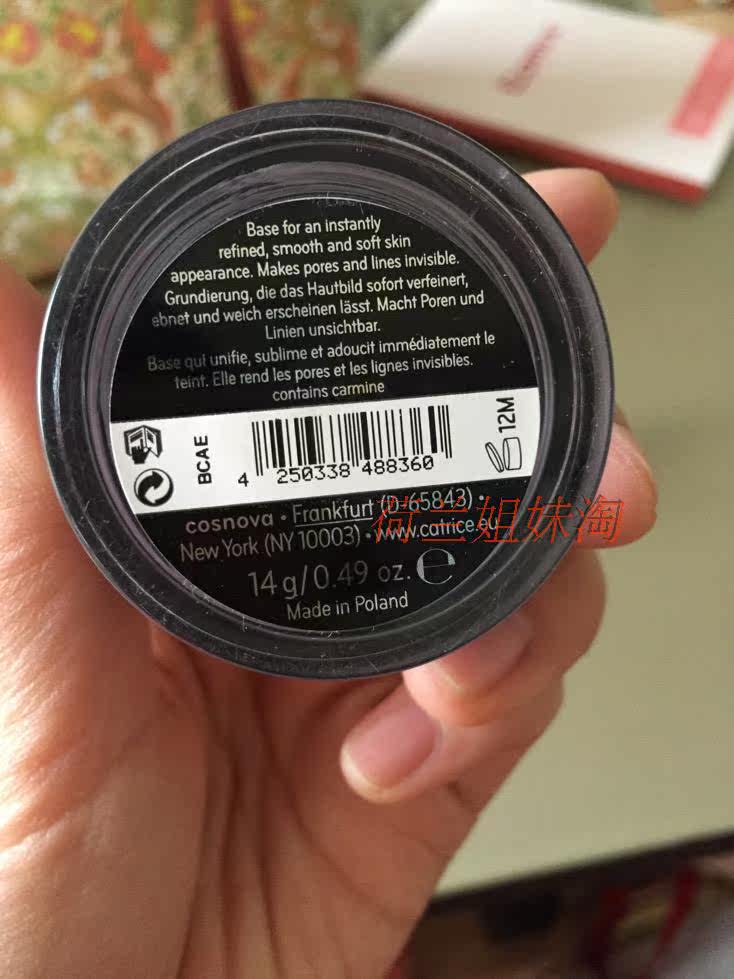 Base for an instantly
refined, smooth and soft skin
appearance. Makes pores and lines invisible.
Grundierung, die das Hautbild sofort verfeinert,
ebnet und weich erscheinen lässt. Macht Poren und
Linien unsichtbar.
Base qui unifie, sublime et adoucit immédiatement le
teint. Elle rend les pores et les lignes invisibles.
contains carmine
BCAE
4 250338 488360
12M
cosnova • Frankfurt (D-65843) •
New York (NY 10003) • www.catrice.eu
荷兰姐妹淘
14 g/0.49 oz. ℮
Made in Poland